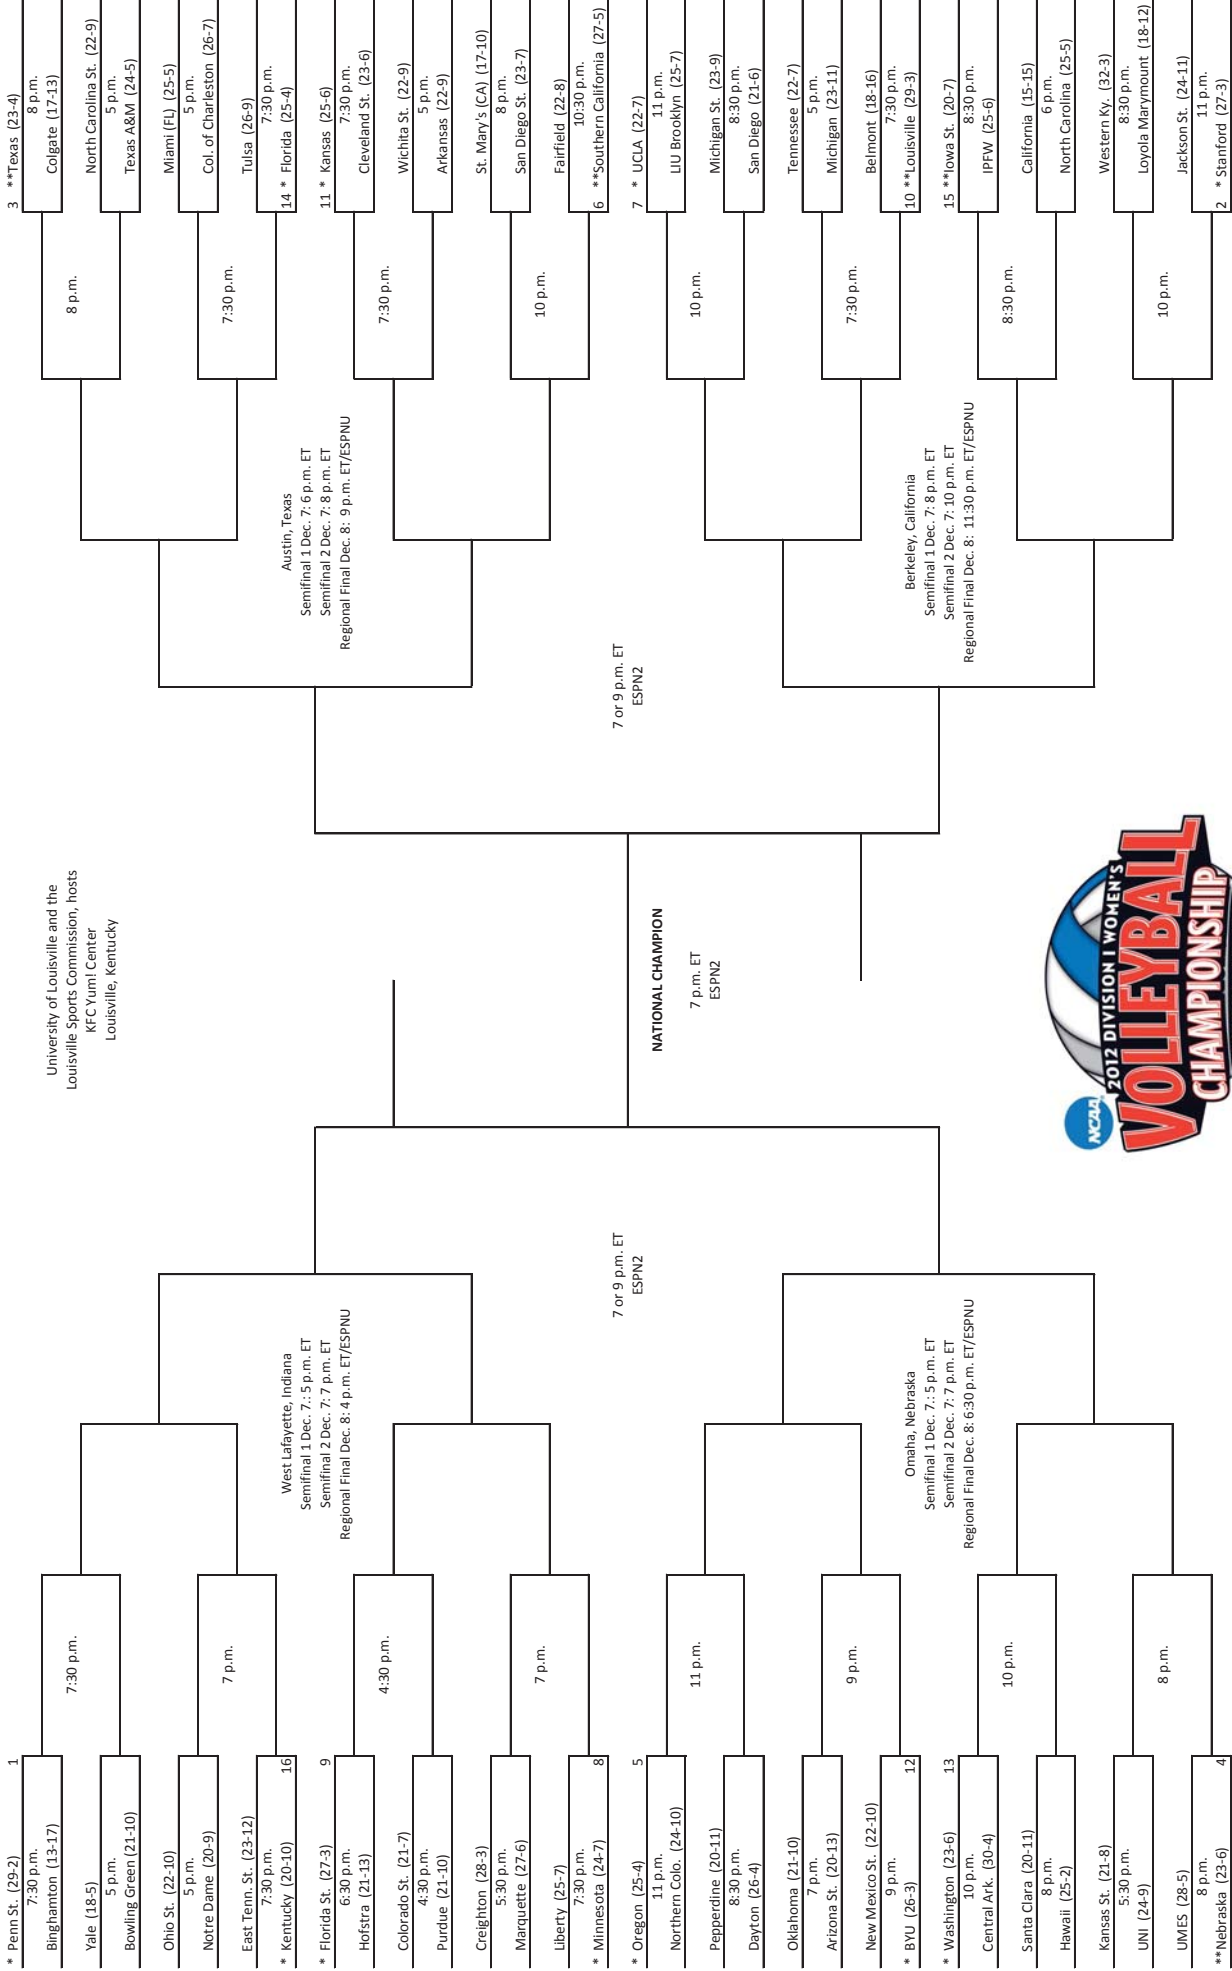 * Penn St. (29-2) 1
7:30 p.m.
Binghamton (13-17)
Yale (18-5)
5 p.m.
Bowling Green (21-10)
7:30 p.m.
Ohio St. (22-10)
5 p.m.
Notre Dame (20-9)
East Tenn. St. (23-12)
7:30 p.m.
* Kentucky (20-10) 16
7 p.m.
* Florida St. (27-3) 9
6:30 p.m.
Hofstra (21-13)
Colorado St. (21-7)
4:30 p.m.
Purdue (21-10)
4:30 p.m.
Creighton (28-3)
5:30 p.m.
Marquette (27-6)
Liberty (25-7)
7:30 p.m.
* Minnesota (24-7) 8
7 p.m.
* Oregon (25-4) 5
11 p.m.
Northern Colo. (24-10)
Pepperdine (20-11)
8:30 p.m.
Dayton (26-4)
11 p.m.
Oklahoma (21-10)
7 p.m.
Arizona St. (20-13)
New Mexico St. (22-10)
9 p.m.
* BYU (26-3) 12
9 p.m.
* Washington (23-6) 13
10 p.m.
Central Ark. (30-4)
Santa Clara (20-11)
8 p.m.
Hawaii (25-2)
10 p.m.
Kansas St. (21-8)
5:30 p.m.
UNI (24-9)
UMES (28-5)
8 p.m.
**Nebraska (23-6) 4
8 p.m.
West Lafayette, Indiana
Semifinal 1 Dec. 7.: 5 p.m. ET
Semifinal 2 Dec. 7: 7 p.m. ET
Regional Final Dec. 8: 4 p.m. ET/ESPNU
Omaha, Nebraska
Semifinal 1 Dec. 7.: 5 p.m. ET
Semifinal 2 Dec. 7: 7 p.m. ET
Regional Final Dec. 8: 6:30 p.m. ET/ESPNU
7 or 9 p.m. ET
ESPN2
University of Louisville and the
Louisville Sports Commission, hosts
KFC Yum! Center
Louisville, Kentucky
NATIONAL CHAMPION
7 p.m. ET
ESPN2
NCAA
2012 DIVISION I WOMEN'S
VOLLEYBALL
CHAMPIONSHIP
7 or 9 p.m. ET
ESPN2
Austin, Texas
Semifinal 1 Dec. 7: 6 p.m. ET
Semifinal 2 Dec. 7: 8 p.m. ET
Regional Final Dec. 8: 9 p.m. ET/ESPNU
Berkeley, California
Semifinal 1 Dec. 7: 8 p.m. ET
Semifinal 2 Dec. 7: 10 p.m. ET
Regional Final Dec. 8: 11:30 p.m. ET/ESPNU
3 **Texas (23-4)
8 p.m.
Colgate (17-13)
North Carolina St. (22-9)
5 p.m.
Texas A&M (24-5)
8 p.m.
Miami (FL) (25-5)
5 p.m.
Col. of Charleston (26-7)
Tulsa (26-9)
7:30 p.m.
14 * Florida (25-4)
7:30 p.m.
11 * Kansas (25-6)
7:30 p.m.
Cleveland St. (23-6)
Wichita St. (22-9)
5 p.m.
Arkansas (22-9)
7:30 p.m.
St. Mary's (CA) (17-10)
8 p.m.
San Diego St. (23-7)
Fairfield (22-8)
10:30 p.m.
6 **Southern California (27-5)
10 p.m.
7 * UCLA (22-7)
11 p.m.
LIU Brooklyn (25-7)
Michigan St. (23-9)
8:30 p.m.
San Diego (21-6)
10 p.m.
Tennessee (22-7)
5 p.m.
Michigan (23-11)
Belmont (18-16)
7:30 p.m.
10 **Louisville (29-3)
7:30 p.m.
15 **Iowa St. (20-7)
8:30 p.m.
IPFW (25-6)
California (15-15)
6 p.m.
North Carolina (25-5)
8:30 p.m.
Western Ky. (32-3)
8:30 p.m.
Loyola Marymount (18-12)
Jackson St. (24-11)
11 p.m.
2 * Stanford (27-3)
10 p.m.